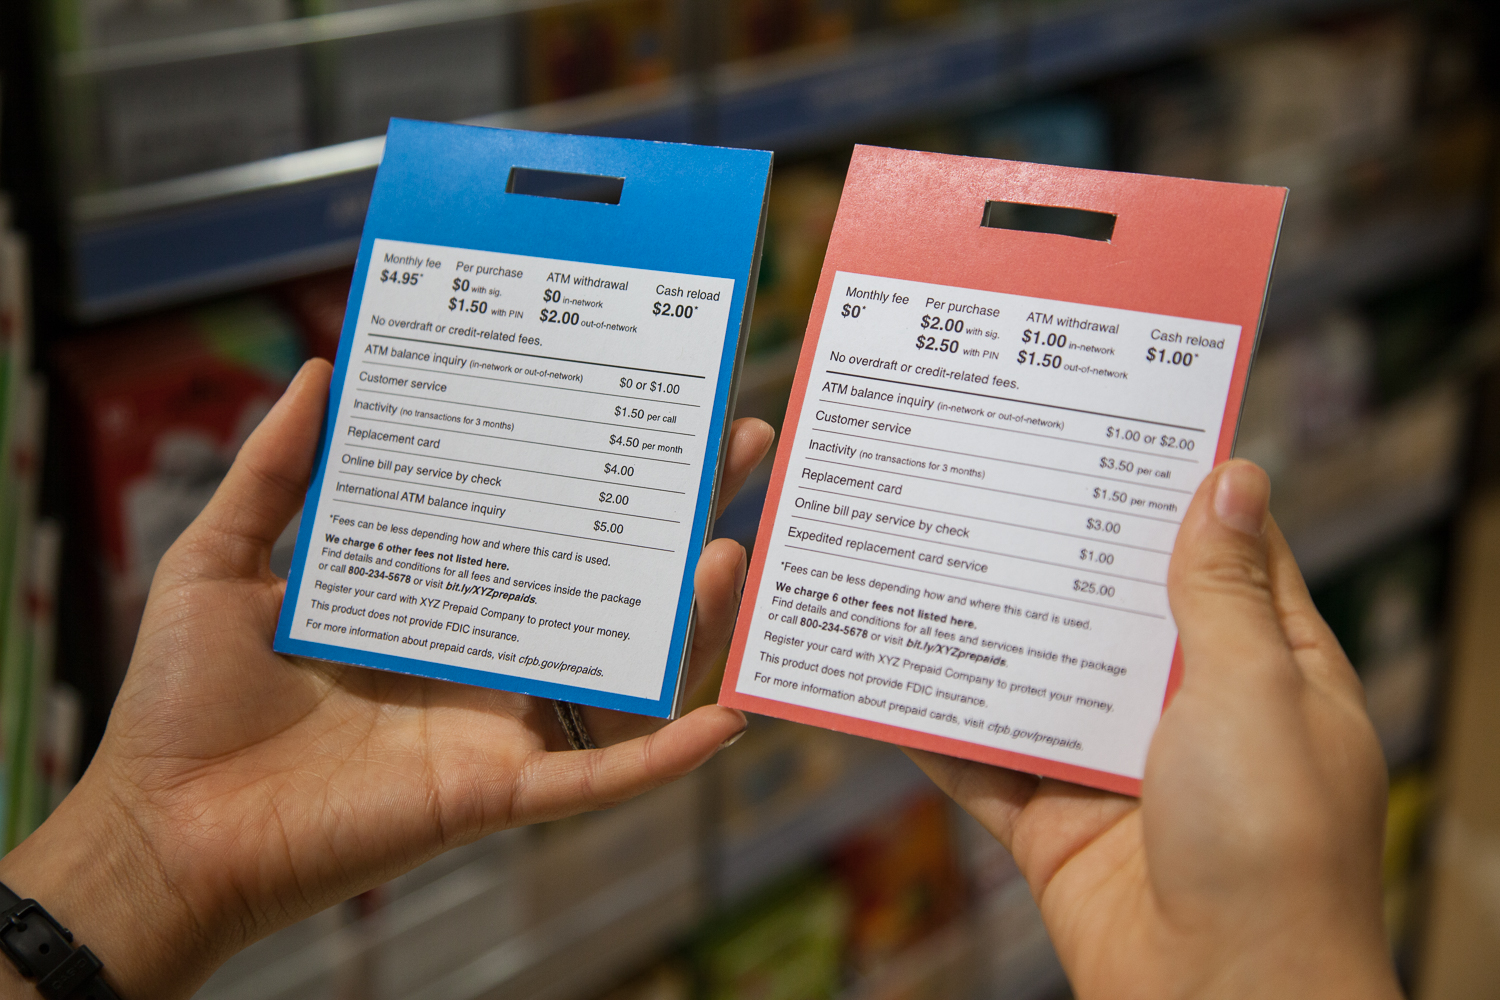 Monthly fee Per purchase ATM withdrawal Cash reload
$4.95* $0 with sig. $0 in-network $2.00*
$1.50 with PIN $2.00 out-of-network
No overdraft or credit-related fees.
ATM balance inquiry (in-network or out-of-network) $0 or $1.00
Customer service $1.50 per call
Inactivity (no transactions for 3 months) $4.50 per month
Replacement card $4.00
Online bill pay service by check $2.00
International ATM balance inquiry $5.00
*Fees can be less depending how and where this card is used.
We charge 6 other fees not listed here.
Find details and conditions for all fees and services inside the package
or call 800-234-5678 or visit bit.ly/XYZprepaids.
Register your card with XYZ Prepaid Company to protect your money.
This product does not provide FDIC insurance.
For more information about prepaid cards, visit cfpb.gov/prepaids.
Monthly fee Per purchase ATM withdrawal Cash reload
$0* $2.00 with sig. $1.00 in-network $1.00*
$2.50 with PIN $1.50 out-of-network
No overdraft or credit-related fees.
ATM balance inquiry (in-network or out-of-network) $1.00 or $2.00
Customer service $3.50 per call
Inactivity (no transactions for 3 months) $1.50 per month
Replacement card $3.00
Online bill pay service by check $1.00
Expedited replacement card service $25.00
*Fees can be less depending how and where this card is used.
We charge 6 other fees not listed here.
Find details and conditions for all fees and services inside the package
or call 800-234-5678 or visit bit.ly/XYZprepaids.
Register your card with XYZ Prepaid Company to protect your money.
This product does not provide FDIC insurance.
For more information about prepaid cards, visit cfpb.gov/prepaids.